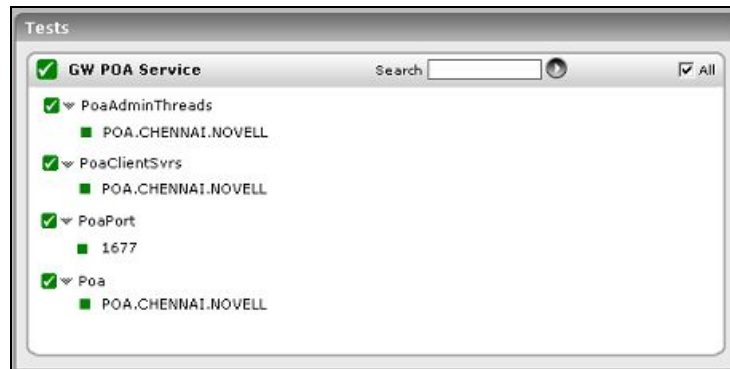 Tests
GW POA Service Search All
PoaAdminThreads
POA.CHENNAI.NOVELL
PoaClientSvrs
POA.CHENNAI.NOVELL
PoaPort
1677
Poa
POA.CHENNAI.NOVELL